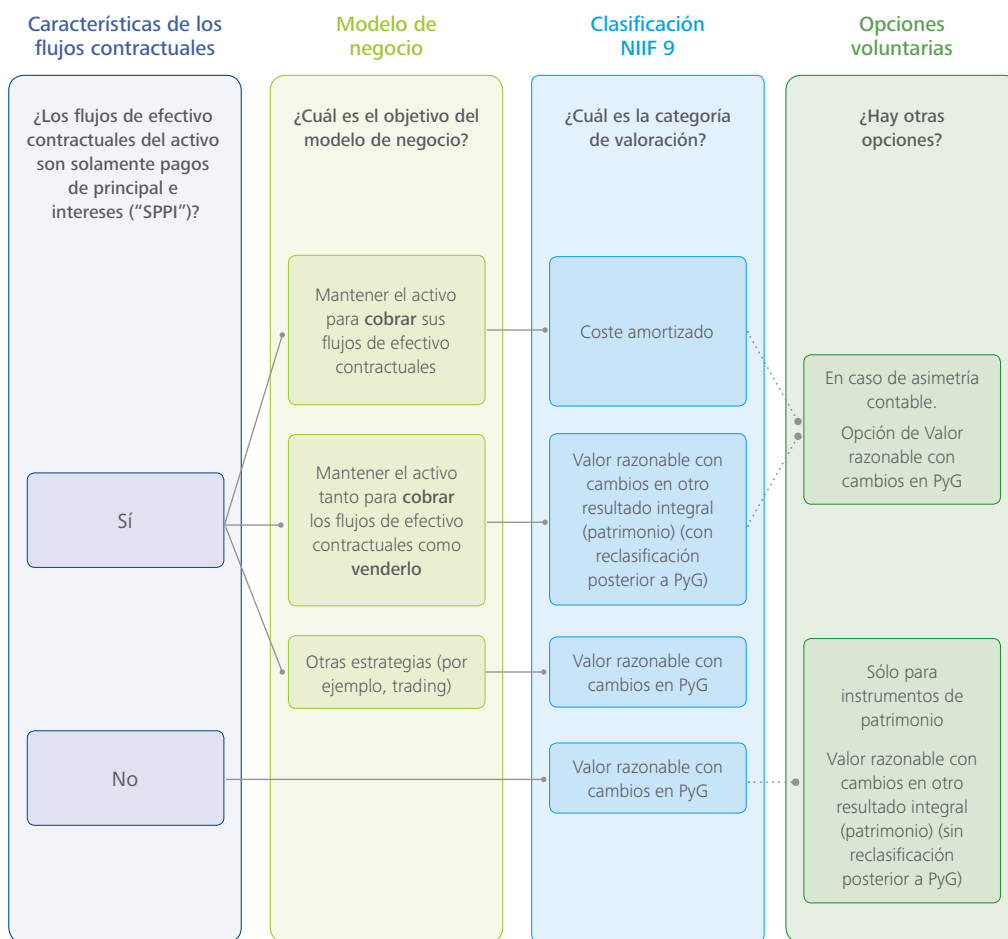 Características de los
flujos contractuales
¿Los flujos de efectivo
contractuales del activo
son solamente pagos
de principal e
intereses (“SPPI”)?
Sí
No
Modelo de
negocio
¿Cuál es el objetivo del
modelo de negocio?
Mantener el activo
para cobrar sus
flujos de efectivo
contractuales
Mantener el activo
tanto para cobrar
los flujos de efectivo
contractuales como
venderlo
Otras estrategias (por
ejemplo, trading)
Clasificación
NIIF 9
¿Cuál es la categoría
de valoración?
Coste amortizado
Valor razonable con
cambios en otro
resultado integral
(patrimonio) (con
reclasificación
posterior a PyG)
Valor razonable con
cambios en PyG
Valor razonable con
cambios en PyG
Opciones
voluntarias
¿Hay otras
opciones?
En caso de asimetría
contable.
Opción de Valor
razonable con
cambios en PyG
Sólo para
instrumentos de
patrimonio
Valor razonable con
cambios en otro
resultado integral
(patrimonio) (sin
reclasificación
posterior a PyG)